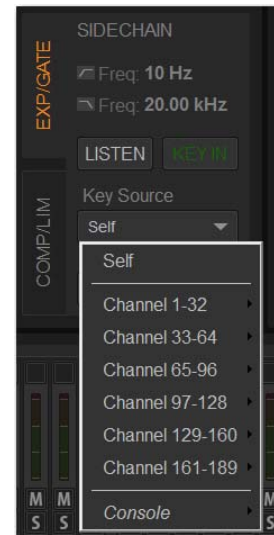 SIDECHAIN
EXP/GATE
Freq: 10 Hz
Freq: 20.00 kHz
LISTEN KEY IN
COMP/LIM
Key Source
Self
Self
Channel 1-32
Channel 33-64
Channel 65-96
Channel 97-128
Channel 129-160
Channel 161-189
Console
M M M
S S S